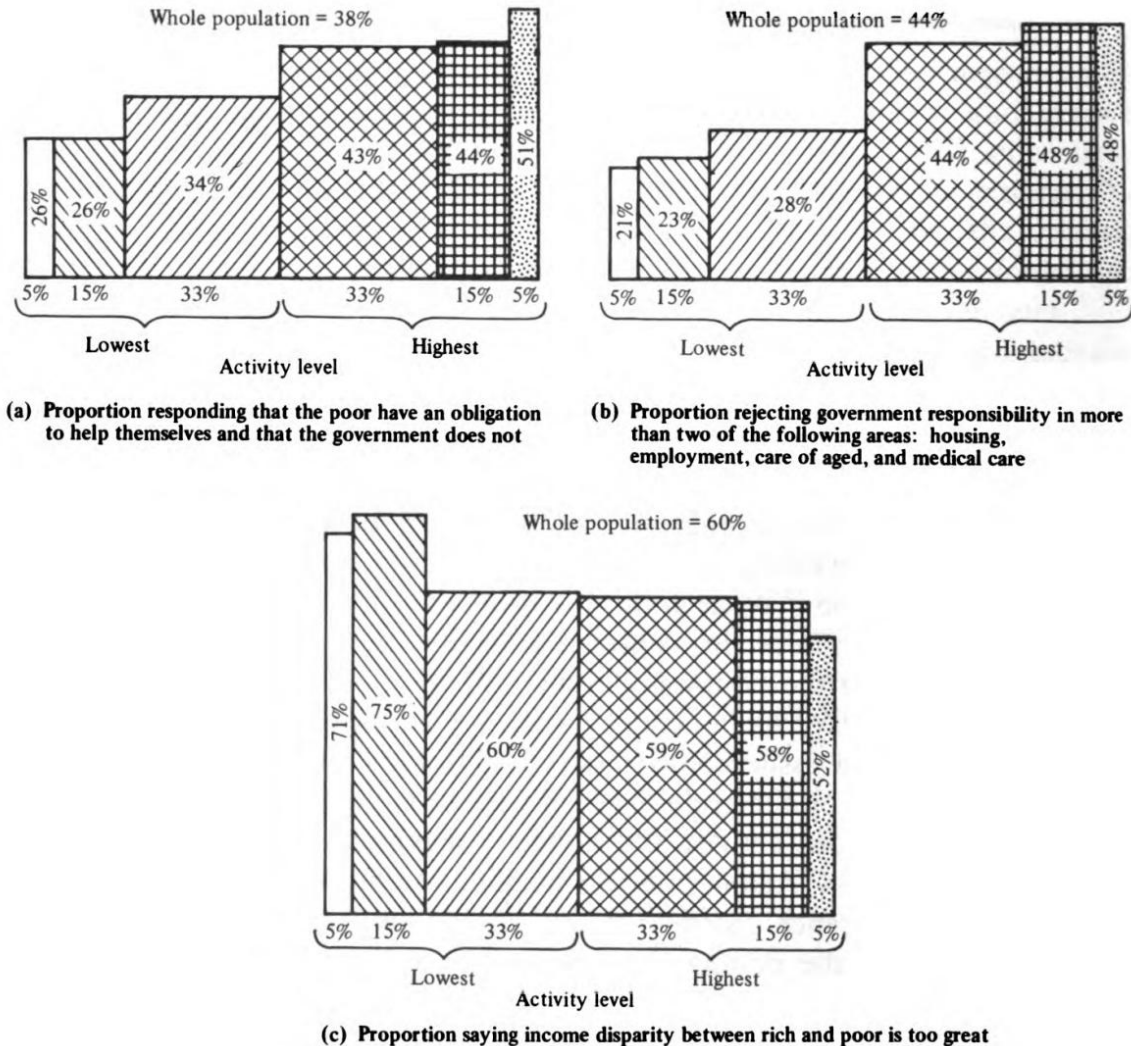 Whole population = 38%
26%
26%
34%
43%
44%
51%
5% 15% 33% 33% 15% 5%
Lowest Highest
Activity level
(a) Proportion responding that the poor have an obligation
to help themselves and that the government does not
Whole population = 44%
21%
23%
28%
44%
48%
48%
5% 15% 33% 33% 15% 5%
Lowest Highest
Activity level
(b) Proportion rejecting government responsibility in more
than two of the following areas: housing,
employment, care of aged, and medical care
Whole population = 60%
71%
75%
60%
59%
58%
52%
5% 15% 33% 33% 15% 5%
Lowest Highest
Activity level
(c) Proportion saying income disparity between rich and poor is too great